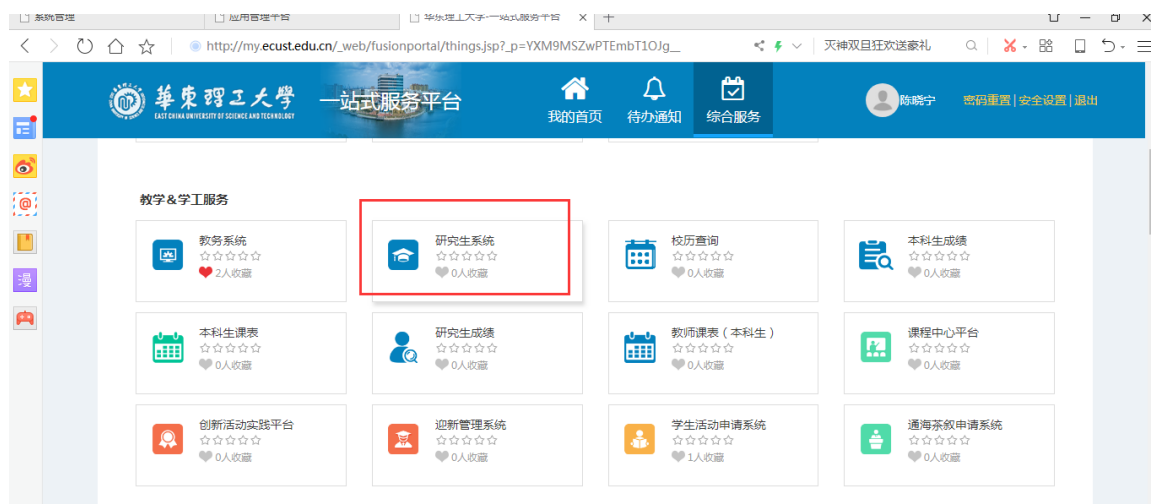 系统管理
应用管理平台
华东理工大学-一站式服务平台
http://my.ecust.edu.cn/_web/fusionportal/things.jsp?_p=YXM9MSZwPTEmbT1OJg__
灭神双旦狂欢送豪礼
華東理工大學
EAST CHINA UNIVERSITY OF SCIENCE AND TECHNOLOGY
一站式服务平台
我的首页
待办通知
综合服务
陈晓宁
密码重置|安全设置|退出
漫
教学&学工服务
教务系统
2人收藏
研究生系统
0人收藏
校历查询
0人收藏
本科生成绩
0人收藏
本科生课表
0人收藏
研究生成绩
0人收藏
教师课表（本科生）
0人收藏
课程中心平台
0人收藏
创新活动实践平台
0人收藏
迎新管理系统
0人收藏
学生活动申请系统
1人收藏
通海茶叙申请系统
0人收藏